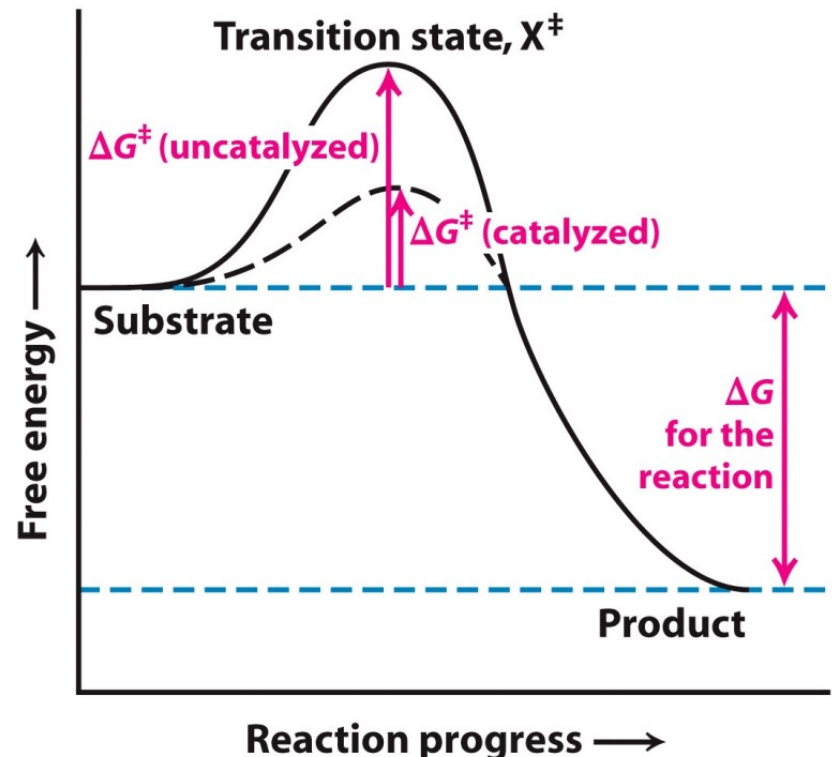 Transition state, X‡
ΔG‡ (uncatalyzed)
ΔG‡ (catalyzed)
Substrate
ΔG
for the
reaction
Product
Free energy →
Reaction progress →